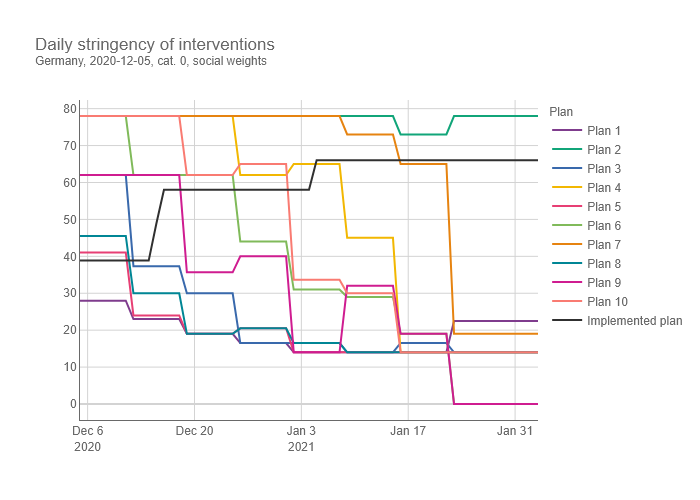 Daily stringency of interventions
Germany, 2020-12-05, cat. 0, social weights
Plan
Plan 1
Plan 2
Plan 3
Plan 4
Plan 5
Plan 6
Plan 7
Plan 8
Plan 9
Plan 10
Implemented plan
80
70
60
50
40
30
20
10
0
Dec 6 Dec 20 Jan 3 Jan 17 Jan 31
2020 2021